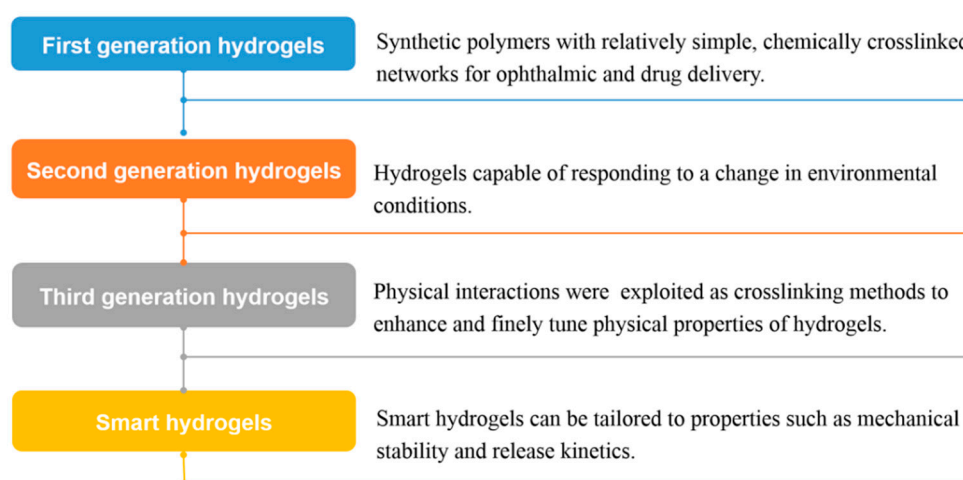 First generation hydrogels
Synthetic polymers with relatively simple, chemically crosslinked
networks for ophthalmic and drug delivery.
Second generation hydrogels
Hydrogels capable of responding to a change in environmental
conditions.
Third generation hydrogels
Physical interactions were exploited as crosslinking methods to
enhance and finely tune physical properties of hydrogels.
Smart hydrogels
Smart hydrogels can be tailored to properties such as mechanical
stability and release kinetics.